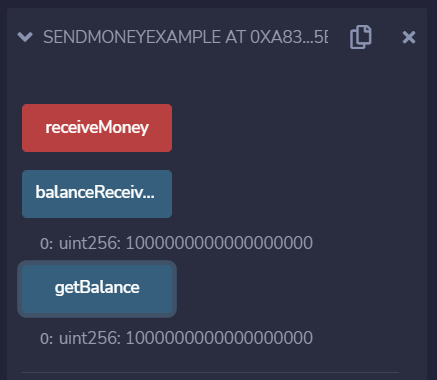 SENDMONEYEXAMPLE AT 0XA83...5E
receiveMoney
balanceReceiv...
0: uint256: 1000000000000000000
getBalance
0: uint256: 1000000000000000000